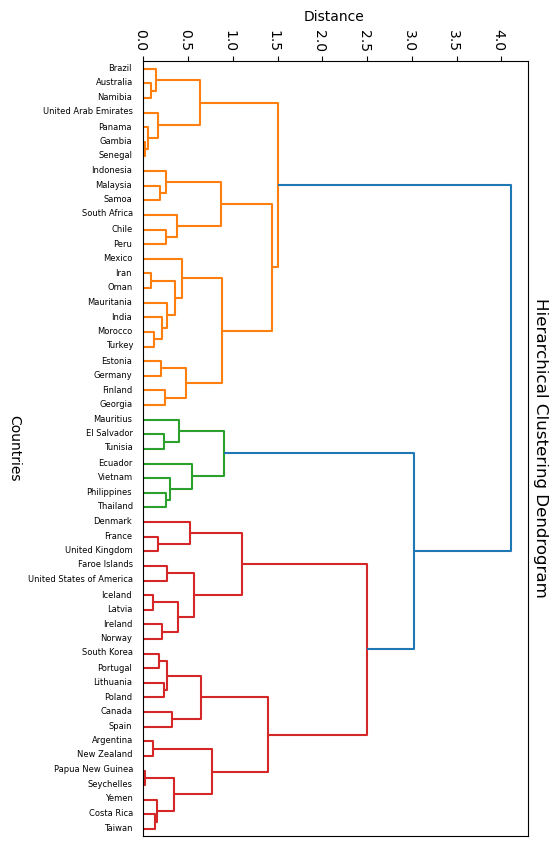 Distance
0.0 0.5 1.0 1.5 2.0 2.5 3.0 3.5 4.0
Brazil
Australia
Namibia
United Arab Emirates
Panama
Gambia
Senegal
Indonesia
Malaysia
Samoa
South Africa
Chile
Peru
Mexico
Iran
Oman
Mauritania
India
Morocco
Turkey
Estonia
Germany
Finland
Georgia
Mauritius
El Salvador
Tunisia
Ecuador
Vietnam
Philippines
Thailand
Denmark
France
United Kingdom
Faroe Islands
United States of America
Iceland
Latvia
Ireland
Norway
South Korea
Portugal
Lithuania
Poland
Canada
Spain
Argentina
New Zealand
Papua New Guinea
Seychelles
Yemen
Costa Rica
Taiwan
Countries
Hierarchical Clustering Dendrogram